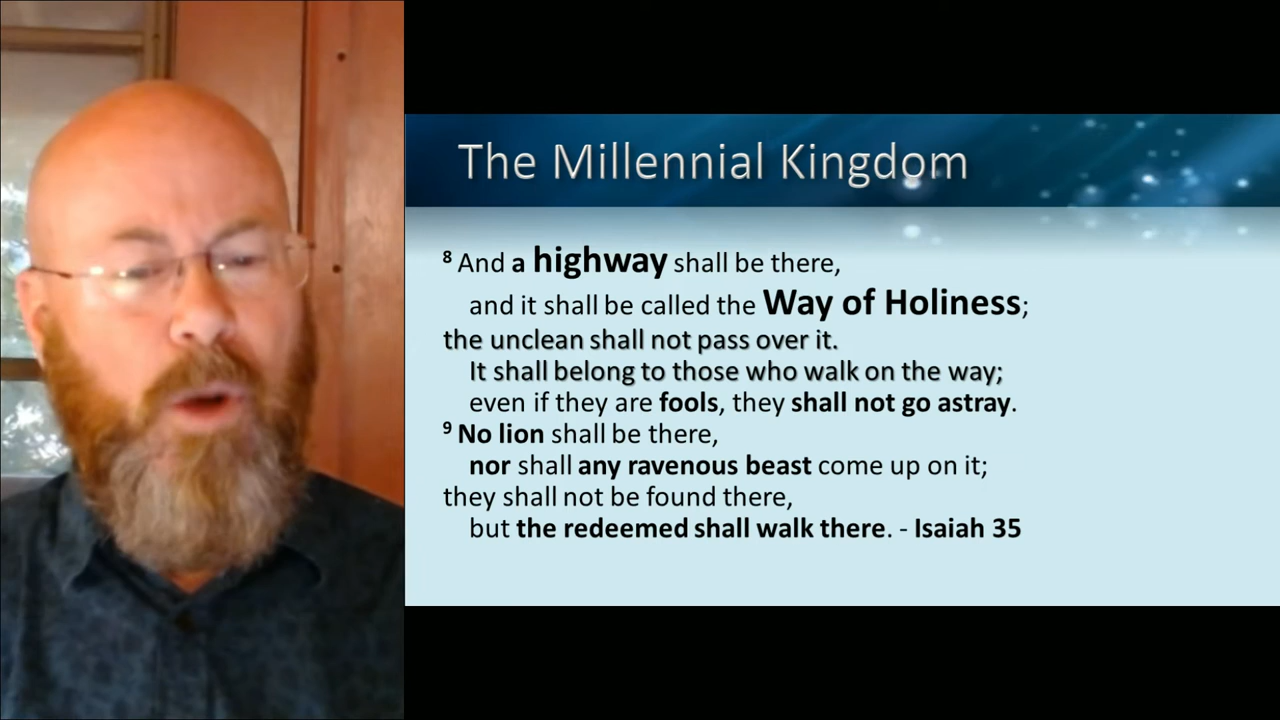 The Millennial Kingdom
8 And a highway shall be there,
and it shall be called the Way of Holiness;
the unclean shall not pass over it.
It shall belong to those who walk on the way;
even if they are fools, they shall not go astray.
9 No lion shall be there,
nor shall any ravenous beast come up on it;
they shall not be found there,
but the redeemed shall walk there. - Isaiah 35